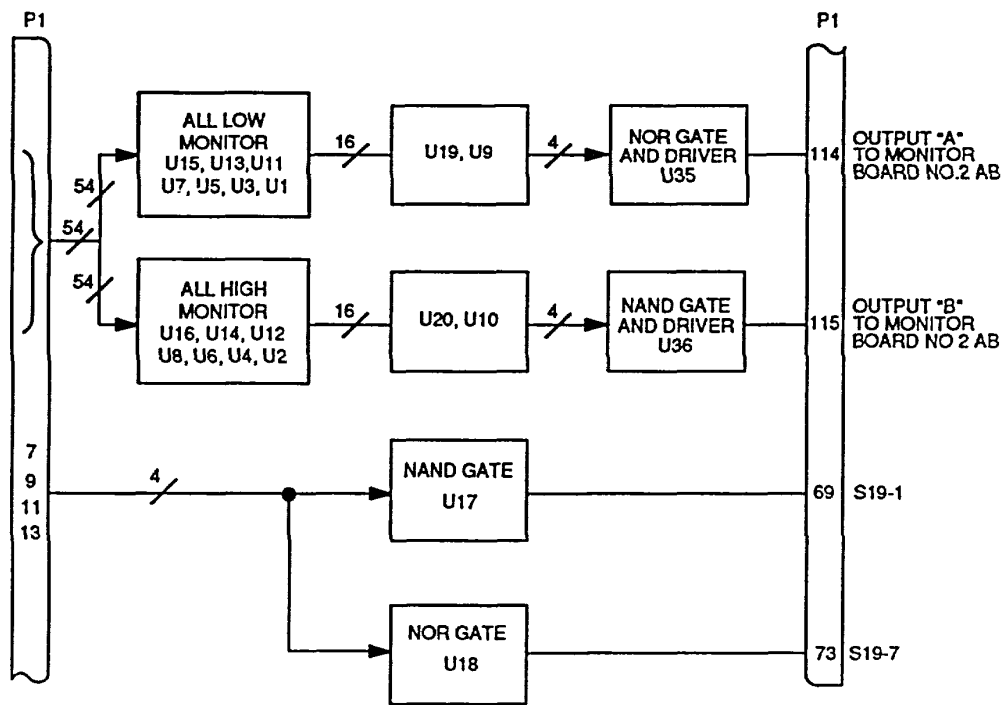 P1
P1
ALL LOW
MONITOR
U15, U13,U11
U7, U5, U3, U1
16
U19, U9
4
NOR GATE
AND DRIVER
U35
114
OUTPUT "A"
TO MONITOR
BOARD NO.2 AB
54
54
54
ALL HIGH
MONITOR
U16, U14, U12
U8, U6, U4, U2
16
U20, U10
4
NAND GATE
AND DRIVER
U36
115
OUTPUT "B"
TO MONITOR
BOARD NO 2 AB
7
9
11
13
4
NAND GATE
U17
69
S19-1
NOR GATE
U18
73
S19-7